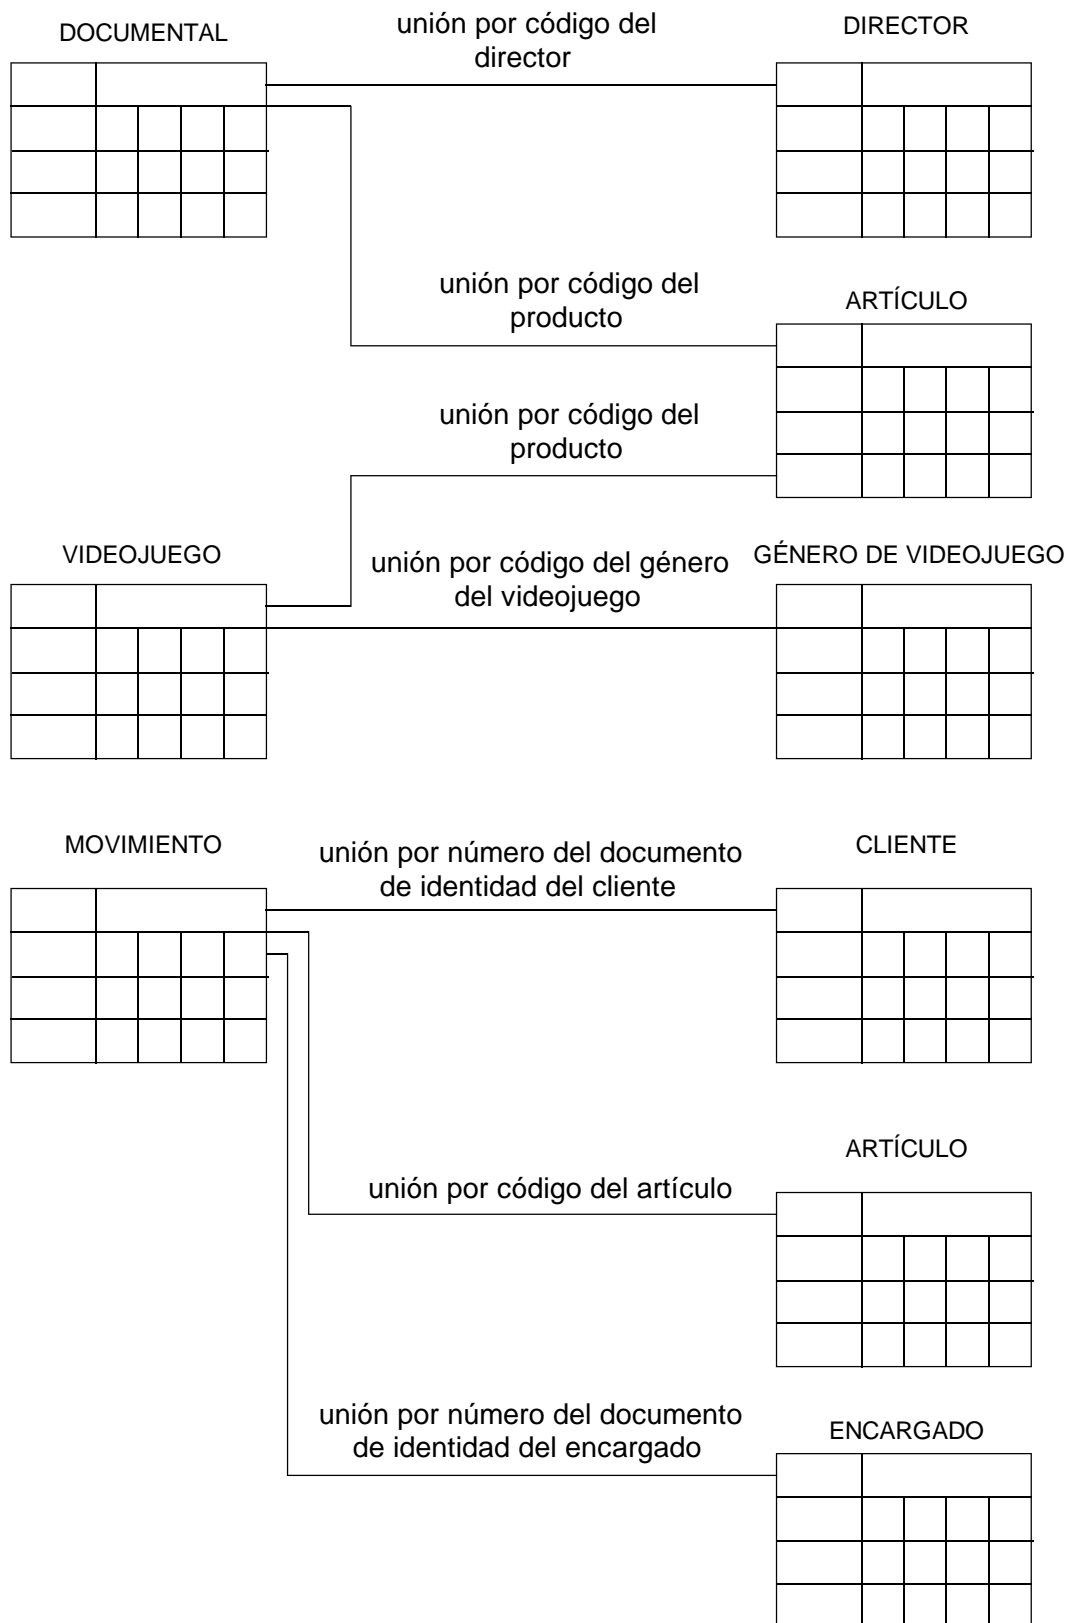 DOCUMENTAL
unión por código del
director
DIRECTOR
unión por código del
producto
ARTÍCULO
unión por código del
producto
VIDEOJUEGO
unión por código del género
del videojuego
GÉNERO DE VIDEOJUEGO
MOVIMIENTO
unión por número del documento
de identidad del cliente
CLIENTE
ARTÍCULO
unión por código del artículo
unión por número del documento
de identidad del encargado
ENCARGADO